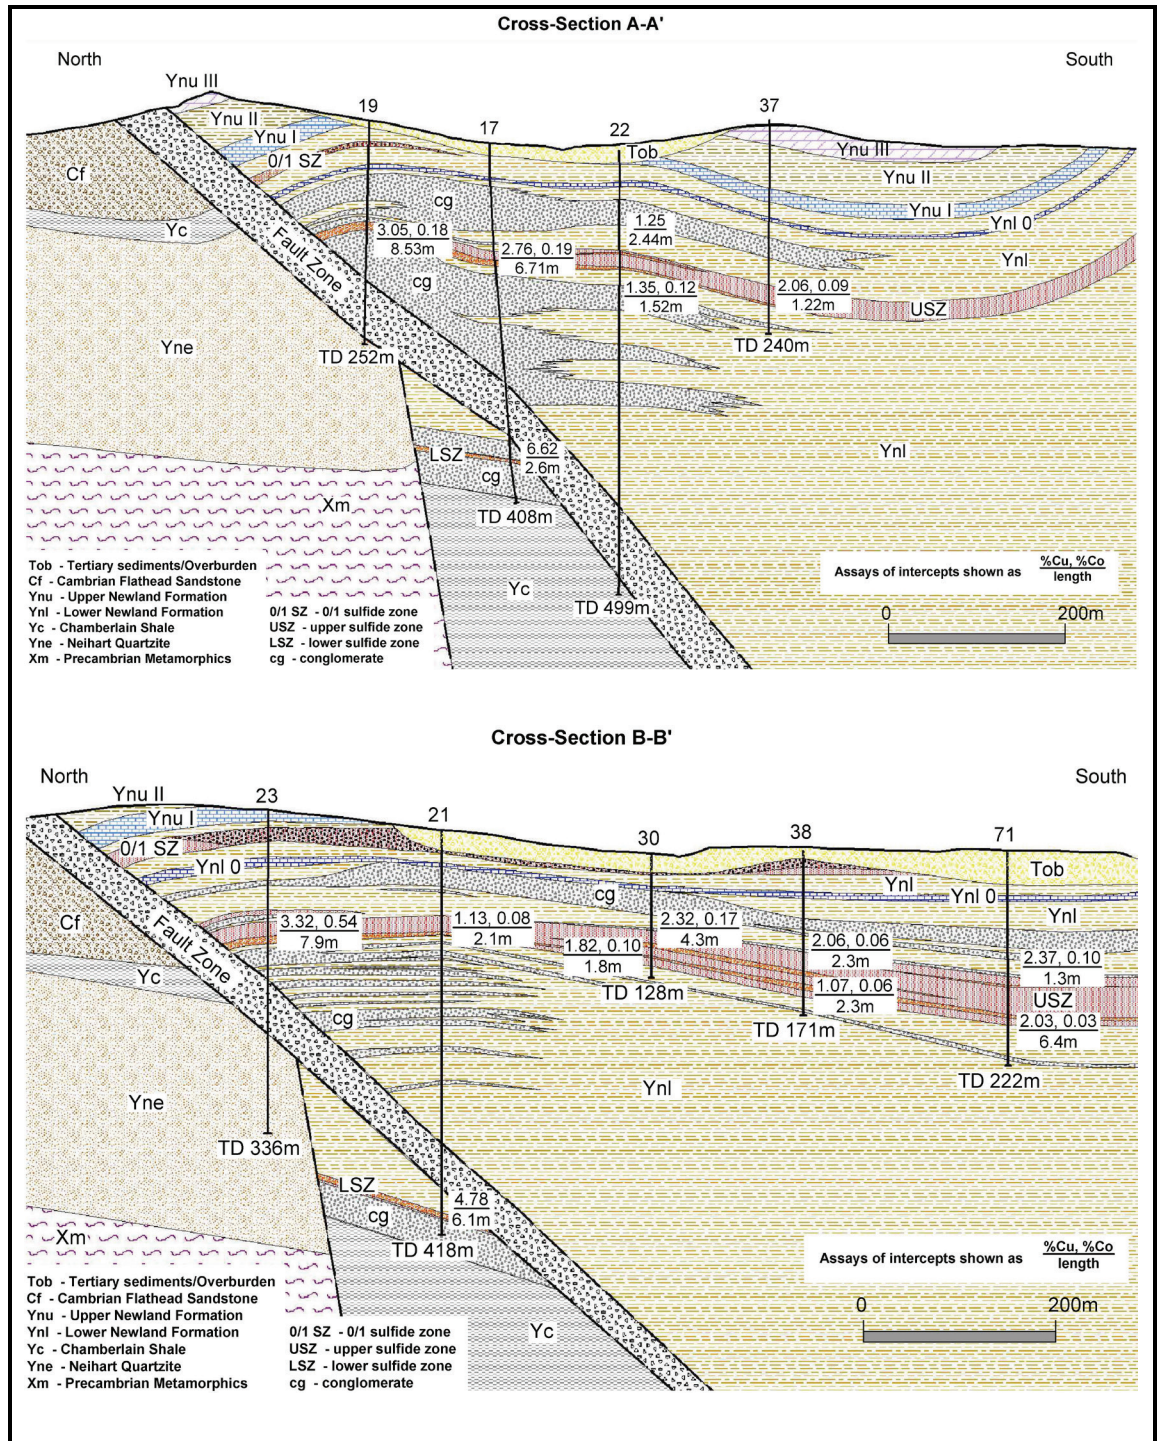 Cross-Section A-A'
North
South
Ynu III
19
17
22
37
Ynu II
Ynu I
0/1 SZ
Tob
Ynu III
Ynu II
Cf
cg
Ynu I
Ynl 0
Yc
Fault Zone
3.05, 0.18
8.53m
1.25
2.44m
2.76, 0.19
6.71m
Ynl
cg
1.35, 0.12
1.52m
2.06, 0.09
1.22m
USZ
Yne
TD 252m
TD 240m
LSZ
6.62
2.6m
cg
Ynl
Xm
TD 408m
Yc
TD 499m
Tob - Tertiary sediments/Overburden
Cf - Cambrian Flathead Sandstone
Ynu - Upper Newland Formation
Ynl - Lower Newland Formation
Yc - Chamberlain Shale
Yne - Neihart Quartzite
Xm - Precambrian Metamorphics
0/1 SZ - 0/1 sulfide zone
USZ - upper sulfide zone
LSZ - lower sulfide zone
cg - conglomerate
Assays of intercepts shown as %Cu, %Co
length
0 200m
Cross-Section B-B'
North
South
Ynu II
23
21
30
38
71
Ynu I
0/1 SZ
Ynl 0
Tob
cg
Ynl
Ynl 0
Cf
Fault Zone
3.32, 0.54
7.9m
1.13, 0.08
2.1m
2.32, 0.17
4.3m
Ynl
1.82, 0.10
1.8m
2.06, 0.06
2.3m
2.37, 0.10
1.3m
Yc
TD 128m
1.07, 0.06
2.3m
USZ
cg
TD 171m
2.03, 0.03
6.4m
Yne
Ynl
TD 222m
TD 336m
LSZ
4.78
6.1m
cg
Xm
TD 418m
Yc
Tob - Tertiary sediments/Overburden
Cf - Cambrian Flathead Sandstone
Ynu - Upper Newland Formation
Ynl - Lower Newland Formation
Yc - Chamberlain Shale
Yne - Neihart Quartzite
Xm - Precambrian Metamorphics
0/1 SZ - 0/1 sulfide zone
USZ - upper sulfide zone
LSZ - lower sulfide zone
cg - conglomerate
Assays of intercepts shown as %Cu, %Co
length
0 200m